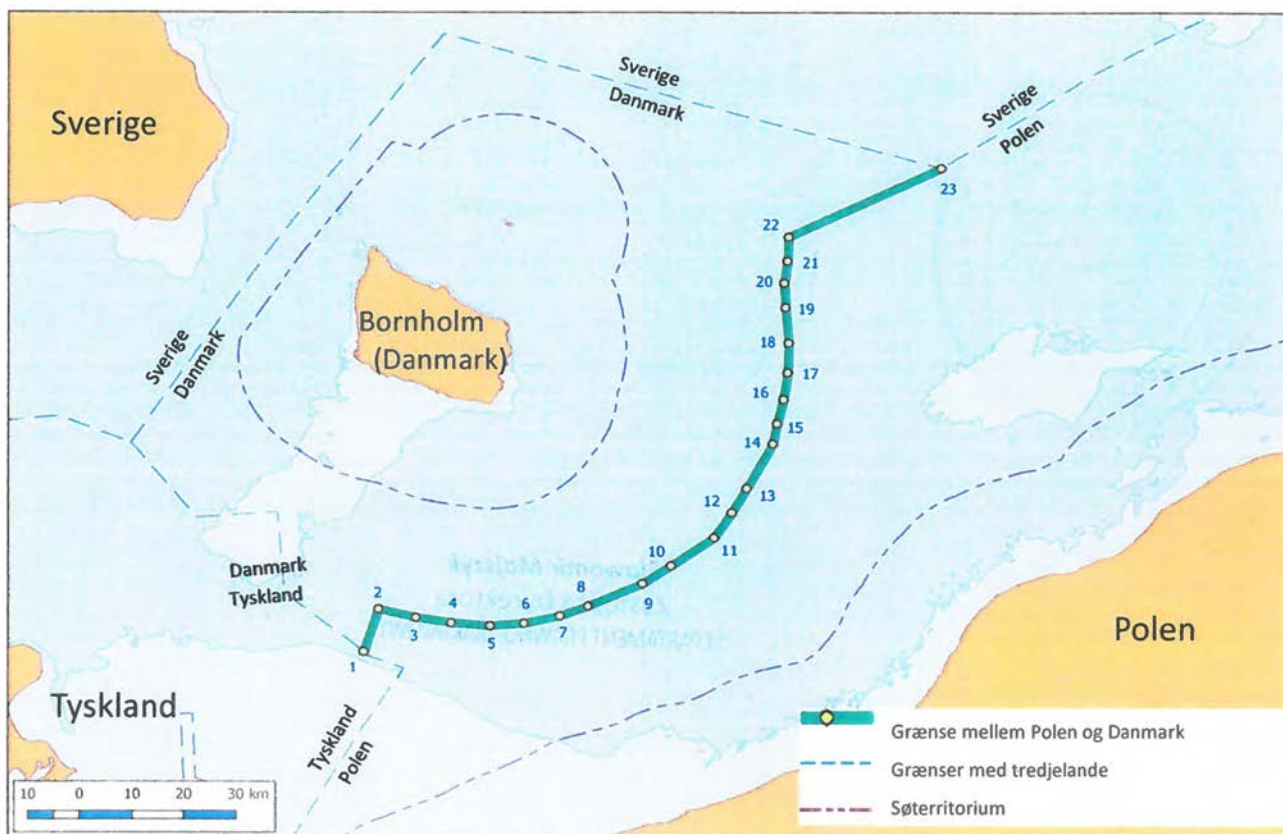 Sverige
Sverige
Danmark
Sverige
Polen
23
22
21
20
19
18
17
16
15
14
13
12
11
10
9
8
7
6
5
4
3
2
1
Bornholm
(Danmark)
Sverige
Danmark
Danmark
Tyskland
Tyskland
Tyskland
Polen
Polen
Grænse mellem Polen og Danmark
Grænser med tredjelande
Søterritorium
10 0 10 20 30 km